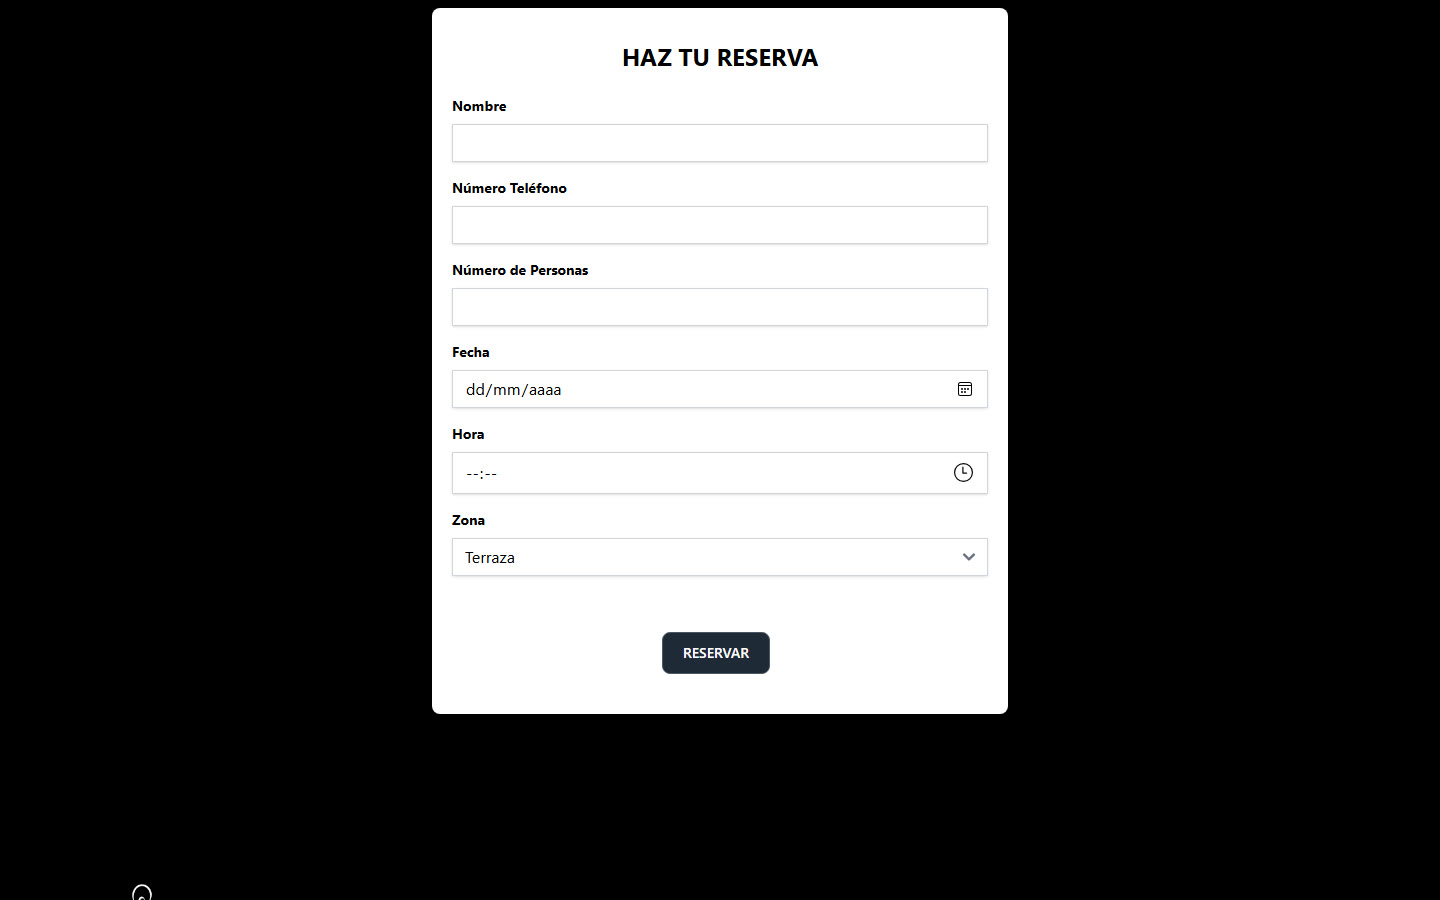 HAZ TU RESERVA
Nombre
Número Teléfono
Número de Personas
Fecha
dd/mm/aaaa
Hora
--:--
Zona
Terraza
RESERVAR